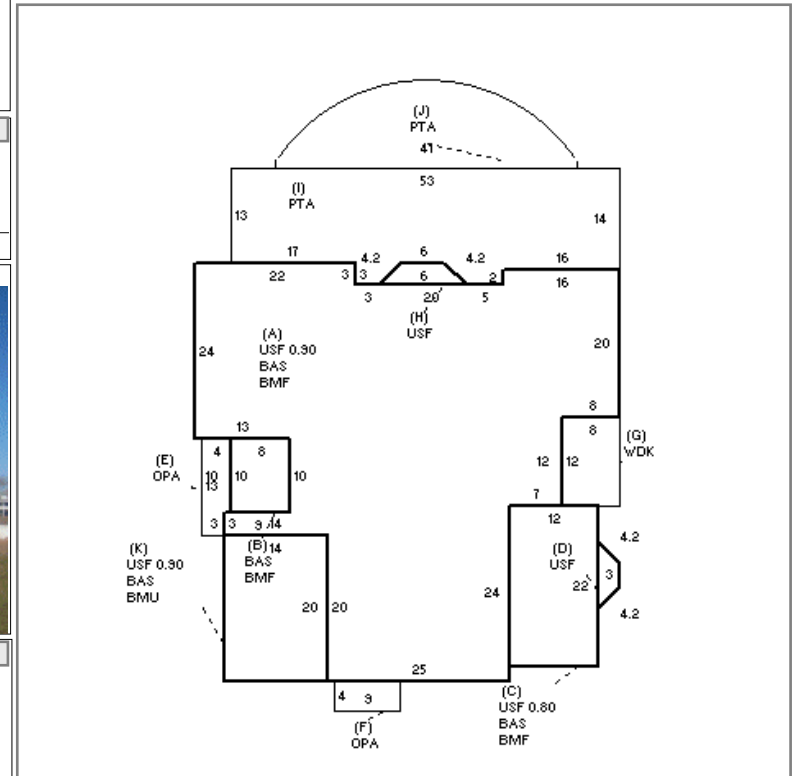 (J)
PTA
41
53
(I)
PTA
13
14
17
4.2
6
4.2
16
22
3
3
6
2
16
3
20
5
(H)
USF
(A)
USF 0.90
BAS
BMF
24
20
13
8
4
8
8
(G)
WDK
(E)
OPA
10
13
10
10
12
12
7
3
3
9
14
12
(K)
USF 0.90
BAS
BMU
(B)
BAS
BMF
14
(D)
USF
4.2
3
22
4.2
20
20
24
25
4
9
(F)
OPA
(C)
USF 0.80
BAS
BMF